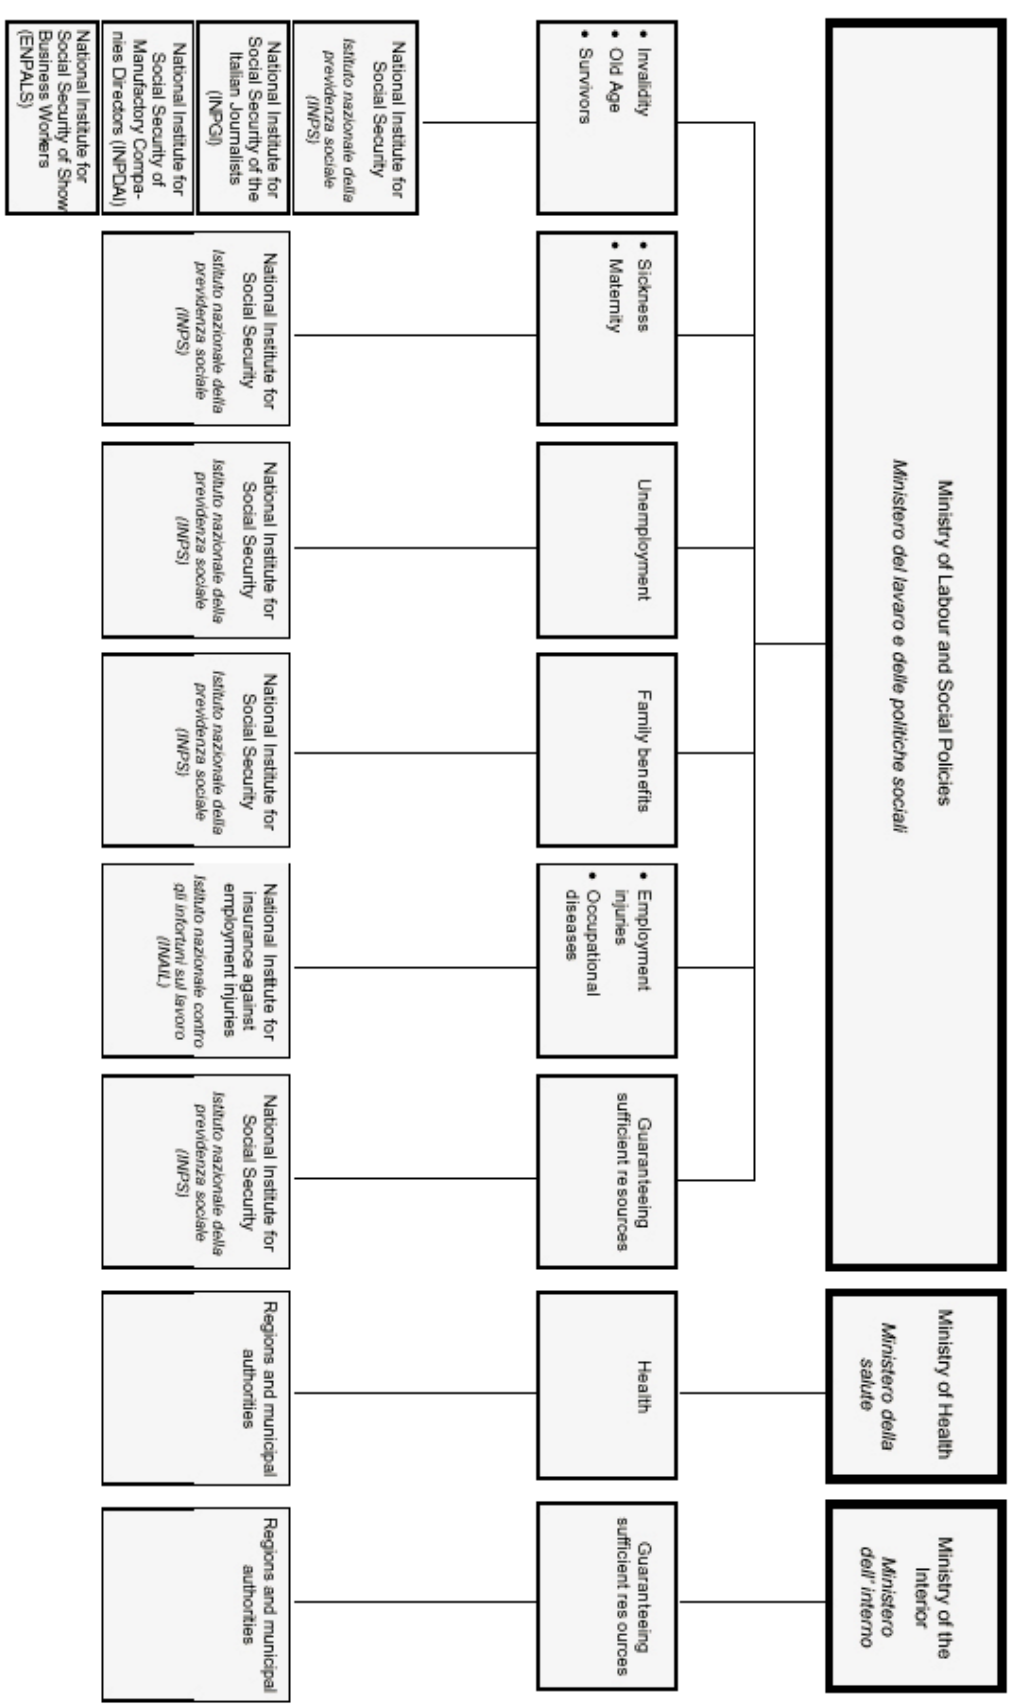 Ministry of Labour and Social Policies
Ministero del lavaro e delle politiche sociali
Ministry of Health
Ministero della
salute
Ministry of the
Interior
Ministero
dell' interno
• Invalidity
• Old Age
• Survivors
• Sickness
• Maternity
Unemployment
Family benefits
• Employment
injuries
• Occupational
diseases
Guaranteeing
sufficient resources
Health
Guaranteeing
sufficient res ources
National Institute for
Social Security
Istituto nazionale della
previdenza sociale
(INPS)
National Institute for
Social Security of the
Italian Journalists
(INPGI)
National Institute for
Social Security of
Manufactory Compa-
nies Directors (INPDAI)
National Institute for
Social Security of Show
Business Workers
(ENPALS)
National Institute for
Social Security
Istituto nazionale della
previdenza sociale
(INPS)
National Institute for
Social Security
Istituto nazionale della
previdenza sociale
(INPS)
National Institute for
Social Security
Istituto nazionale della
previdenza sociale
(INPS)
National Institute for
insurance against
employment injuries
Istituto nazionale contro
gli infortuni sul lavoro
(INAIL)
National Institute for
Social Security
Istituto nazionale della
previdenza sociale
(INPS)
Regions and municipal
authorities
Regions and municipal
authorities